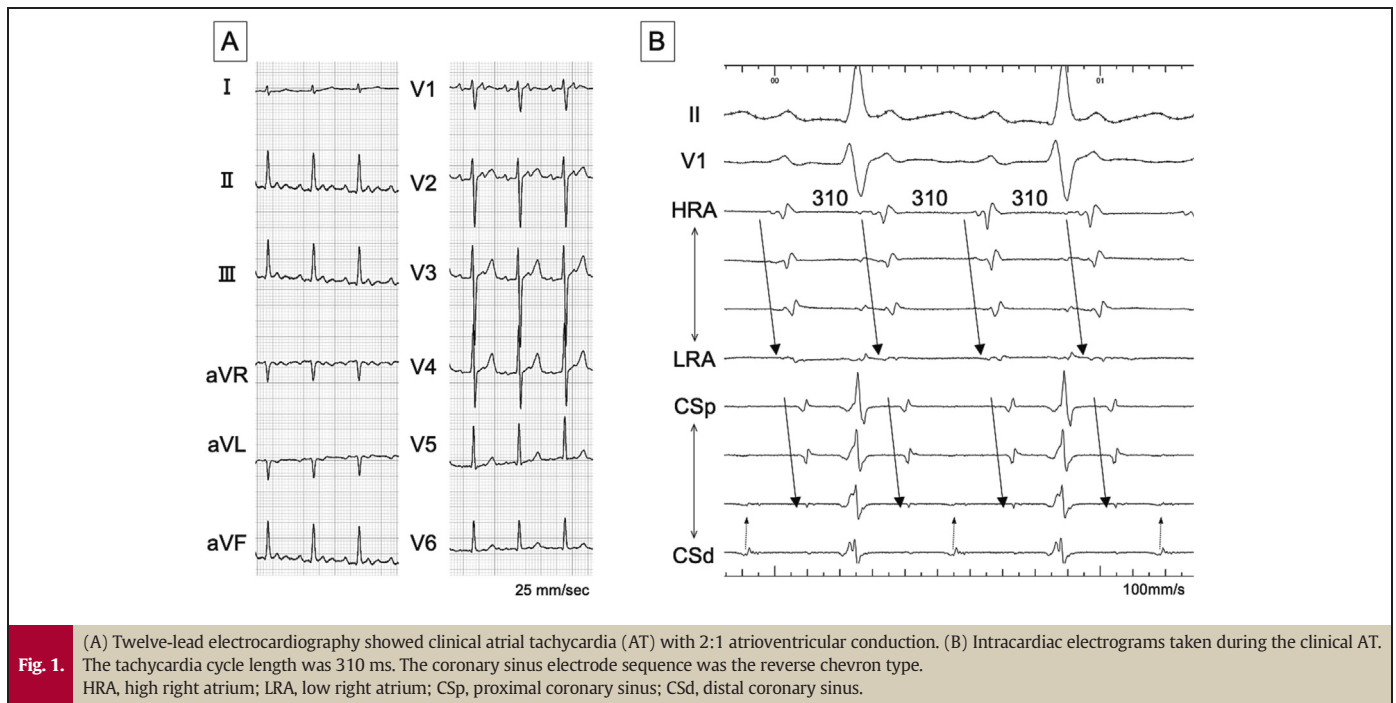 A
I
II
III
aVR
aVL
aVF
V1
V2
V3
V4
V5
V6
25 mm/sec
B
00
01
II
V1
310 310 310
HRA
LRA
CSp
CSd
100mm/s
Fig. 1.
(A) Twelve-lead electrocardiography showed clinical atrial tachycardia (AT) with 2:1 atrioventricular conduction. (B) Intracardiac electrograms taken during the clinical AT.
The tachycardia cycle length was 310 ms. The coronary sinus electrode sequence was the reverse chevron type.
HRA, high right atrium; LRA, low right atrium; CSp, proximal coronary sinus; CSd, distal coronary sinus.